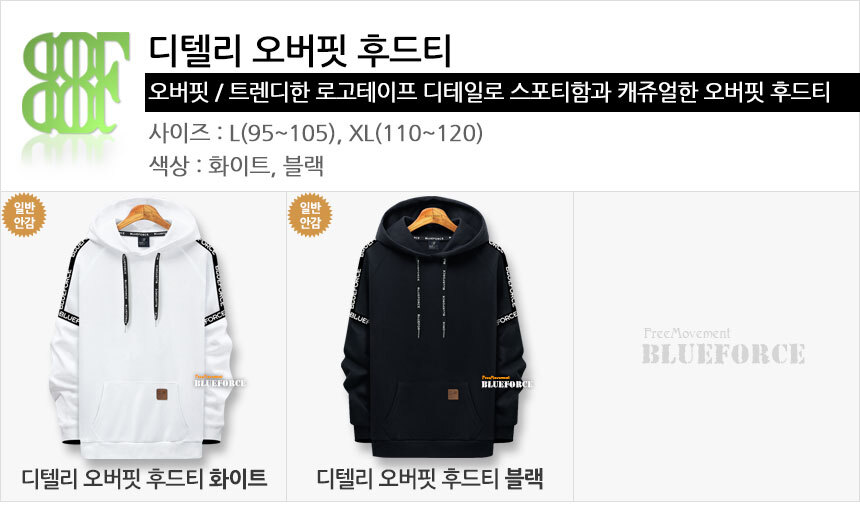 디텔리 오버핏 후드티
오버핏 / 트렌디한 로고테이프 디테일로 스포티함과 캐쥬얼한 오버핏 후드티
사이즈 : L(95~105), XL(110~120)
색상 : 화이트, 블랙
일반
안감
일반
안감
BLUEFORCE
BLUEFORCE
FreeMovement
BLUEFORCE
FreeMovement
BLUEFORCE
FreeMovement
BLUEFORCE
디텔리 오버핏 후드티 화이트
디텔리 오버핏 후드티 블랙